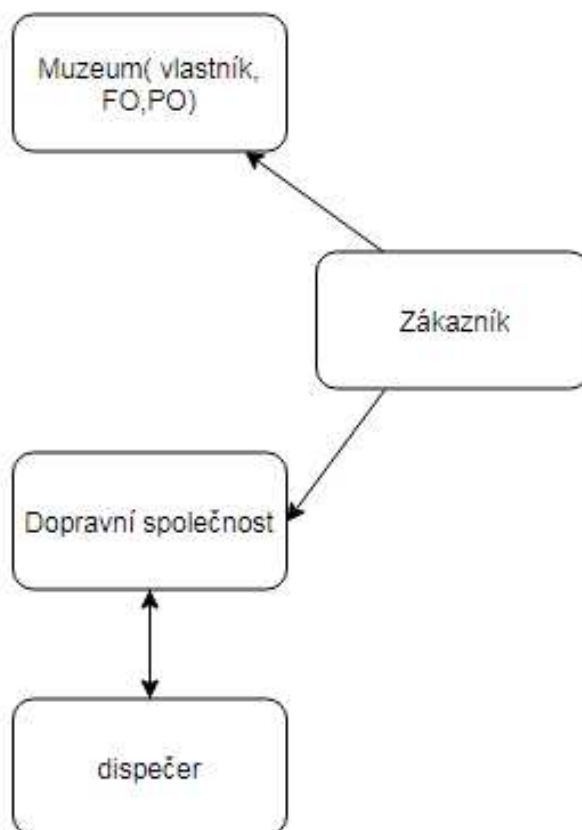 Muzeum( vlastník,
FO,PO)
Zákazník
Dopravní společnost
dispečer